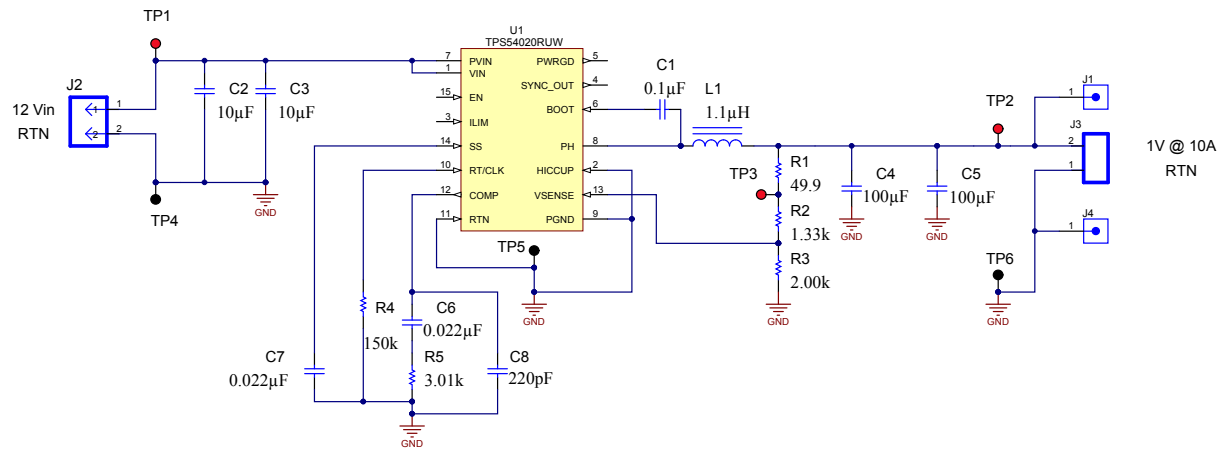 TP1
J2
12 Vin
RTN
1
2
1
2
C2
10µF
C3
10µF
GND
TP4
U1
TPS54020RUW
7 PVIN
1 VIN
15 EN
3 ILIM
14 SS
10 RT/CLK
12 COMP
11 RTN
PWRGD 5
SYNC_OUT 4
BOOT 6
PH 8
HICCUP 2
VSENSE 13
PGND 9
TP5
GND
C1
0.1µF
L1
1.1µH
TP3
R1
49.9
R2
1.33k
R3
2.00k
GND
C4
100µF
GND
C5
100µF
GND
TP2
J1
1
J3
2
1
1V @ 10A
RTN
J4
1
TP6
GND
C7
0.022µF
R4
150k
C6
0.022µF
R5
3.01k
C8
220pF
GND